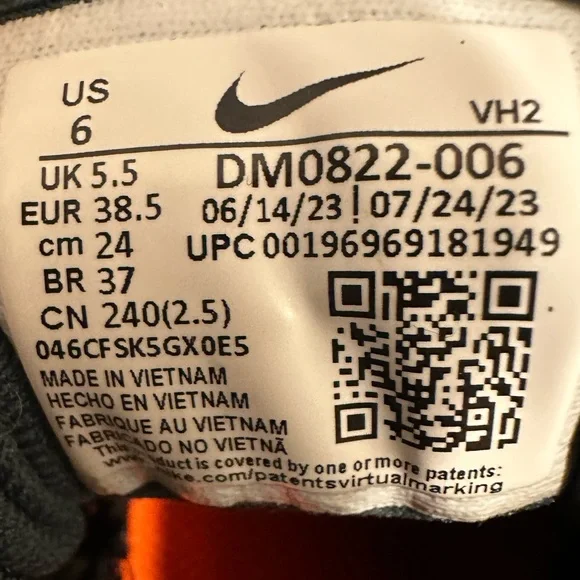 US
6
VH2
UK 5.5
DM0822-006
EUR 38.5
06/14/23 | 07/24/23
cm 24
UPC 00196969181949
BR 37
CN 240(2.5)
046CFSK5GX0E5
MADE IN VIETNAM
HECHO EN VIETNAM
FABRIQUE AU VIETNAM
FABRICADO NO VIETNÃ
is covered by one or more patents:
.com/patentsvirtualmarking